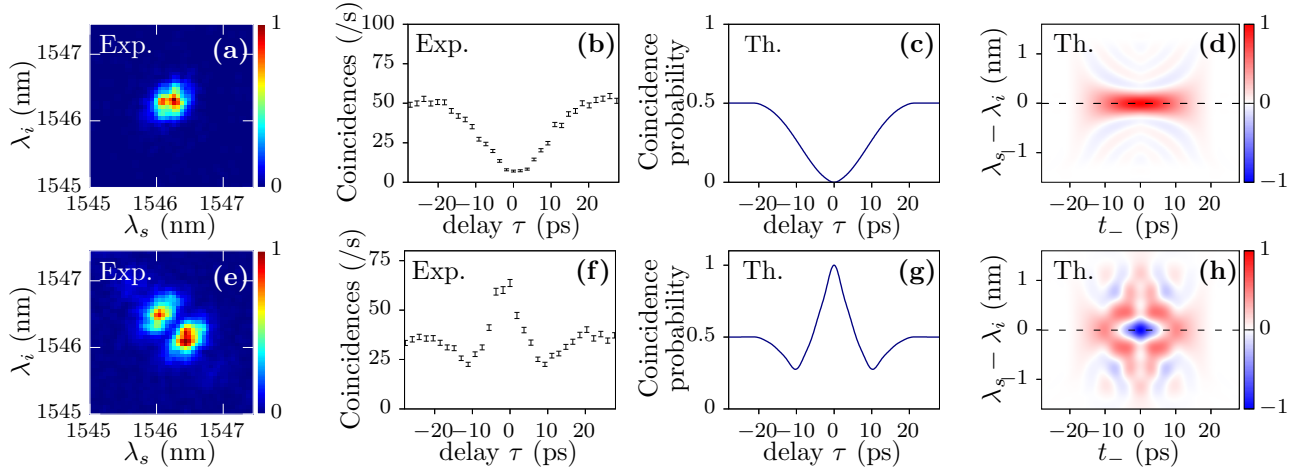 Exp.
(a)
1547
1546
1545
1545 1546 1547
λi (nm)
λs (nm)
1
0
Exp.
(b)
100
75
50
25
0
−20 −10 0 10 20
Coincidences (/s)
delay τ (ps)
Th.
(c)
1
0.5
0
−20 −10 0 10 20
Coincidence
probability
delay τ (ps)
Th.
(d)
1
0
−1
−20 −10 0 10 20
λs − λi (nm)
t− (ps)
1
0
−1
Exp.
(e)
1547
1546
1545
1545 1546 1547
λi (nm)
λs (nm)
1
0
Exp.
(f)
75
50
25
0
−20 −10 0 10 20
Coincidences (/s)
delay τ (ps)
Th.
(g)
1
0.5
0
−20 −10 0 10 20
Coincidence
probability
delay τ (ps)
Th.
(h)
1
0
−1
−20 −10 0 10 20
λs − λi (nm)
t− (ps)
1
0
−1